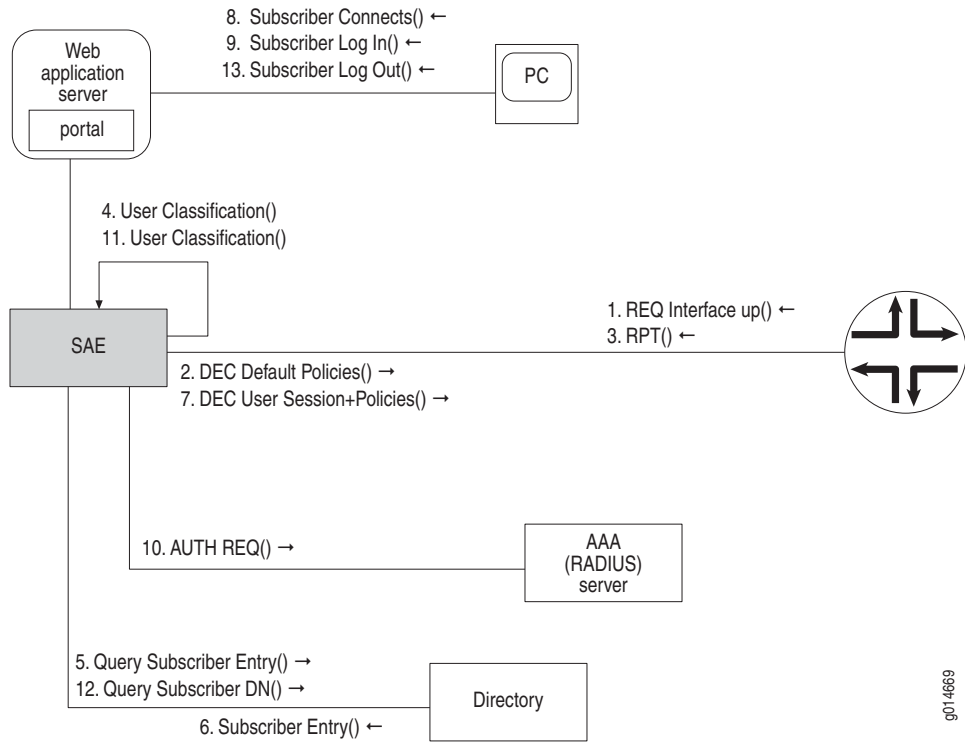 8. Subscriber Connects() ←
9. Subscriber Log In() ←
13. Subscriber Log Out() ←
Web
application
server
portal
PC
4. User Classification()
11. User Classification()
SAE
1. REQ Interface up() ←
3. RPT() ←
2. DEC Default Policies() →
7. DEC User Session+Policies() →
10. AUTH REQ() →
AAA
(RADIUS)
server
5. Query Subscriber Entry() →
12. Query Subscriber DN() →
6. Subscriber Entry() ←
Directory
g014669